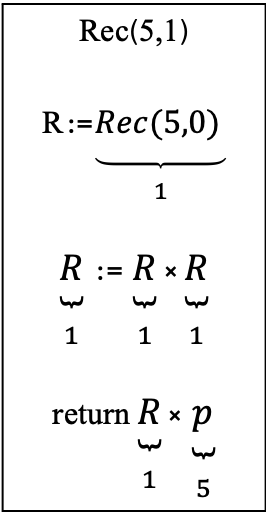 Rec(5,1)
R :=Rec(5,0)
1
R := R × R
1 1 1
return R × p
1 5